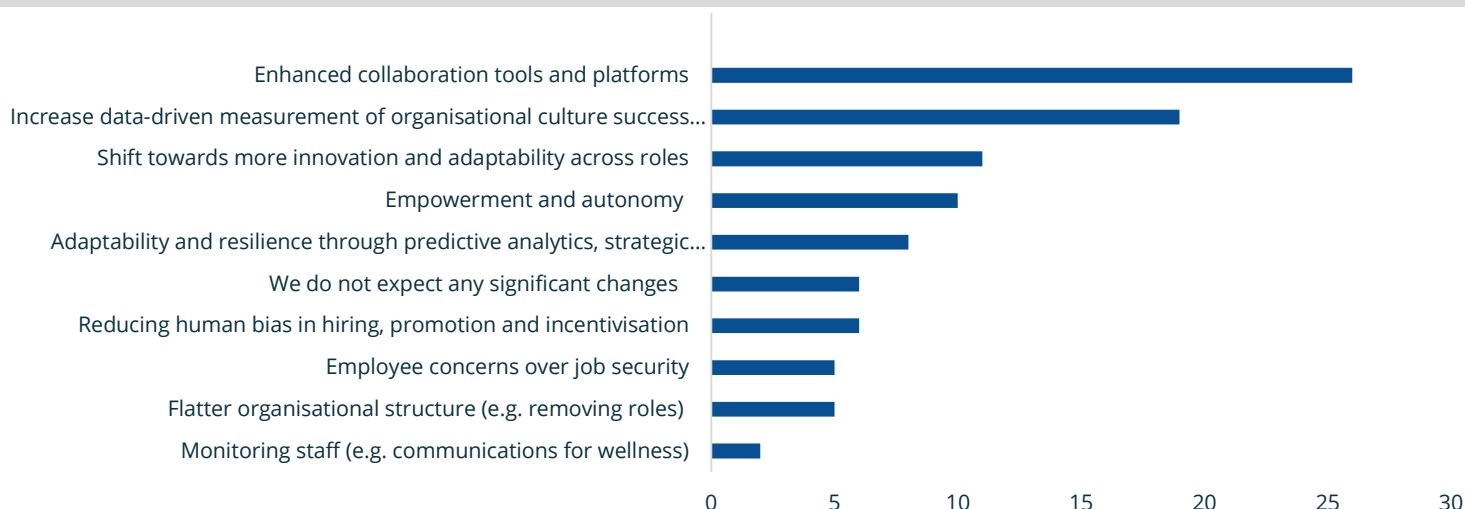 Enhanced collaboration tools and platforms
Increase data-driven measurement of organisational culture success...
Shift towards more innovation and adaptability across roles
Empowerment and autonomy
Adaptability and resilience through predictive analytics, strategic...
We do not expect any significant changes
Reducing human bias in hiring, promotion and incentivisation
Employee concerns over job security
Flatter organisational structure (e.g. removing roles)
Monitoring staff (e.g. communications for wellness)
0 5 10 15 20 25 30